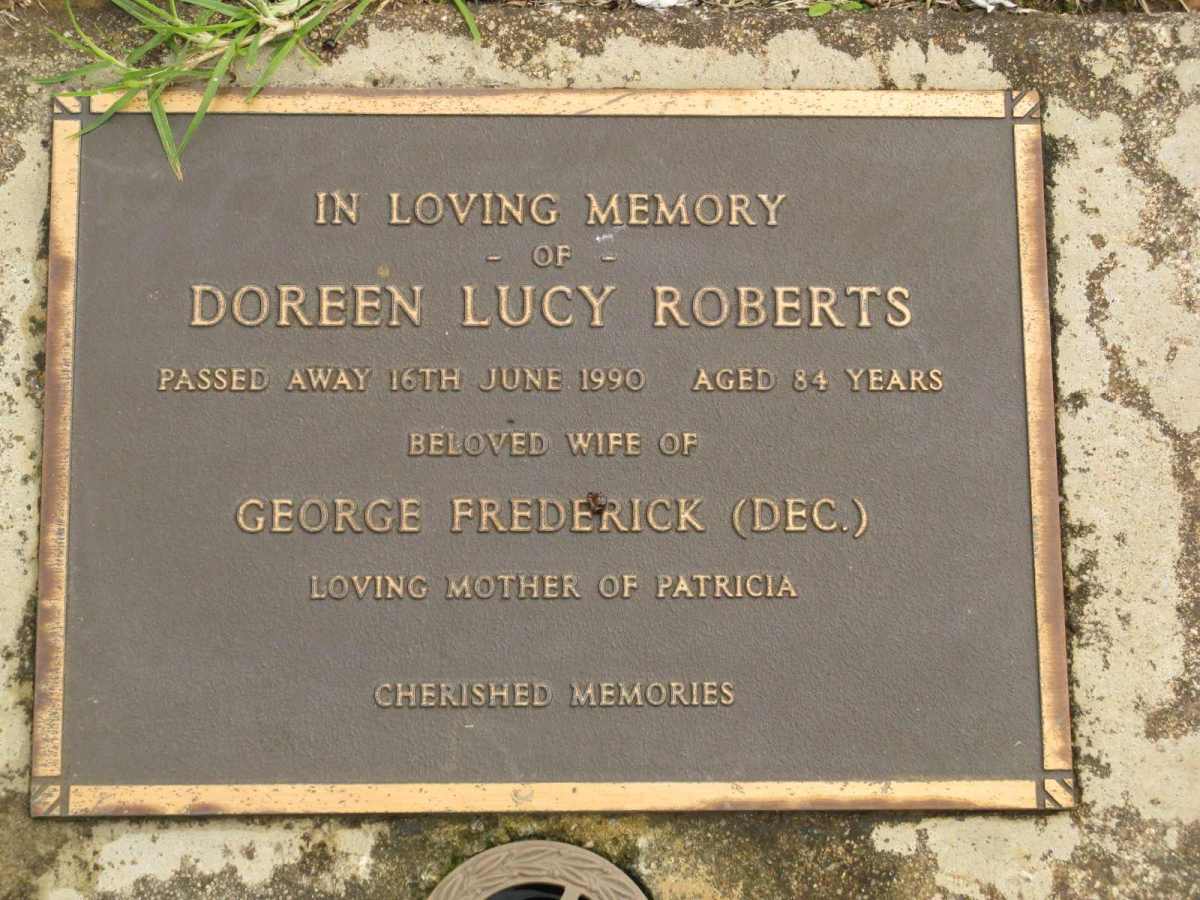 IN LOVING MEMORY
- OF -
DOREEN LUCY ROBERTS
PASSED AWAY 16TH JUNE 1990 AGED 84 YEARS
BELOVED WIFE OF
GEORGE FREDERICK (DEC.)
LOVING MOTHER OF PATRICIA
CHERISHED MEMORIES